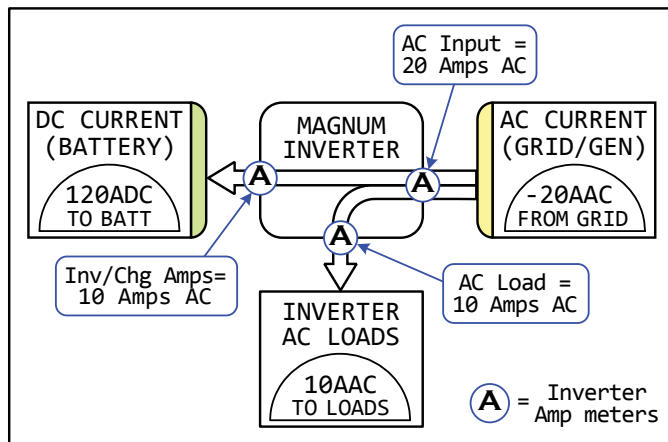 AC Input =
20 Amps AC
DC CURRENT
(BATTERY)
120ADC
TO BATT
MAGNUM
INVERTER
AC CURRENT
(GRID/GEN)
-20AAC
FROM GRID
A
A
A
Inv/Chg Amps=
10 Amps AC
AC Load =
10 Amps AC
INVERTER
AC LOADS
10AAC
TO LOADS
A = Inverter
Amp meters